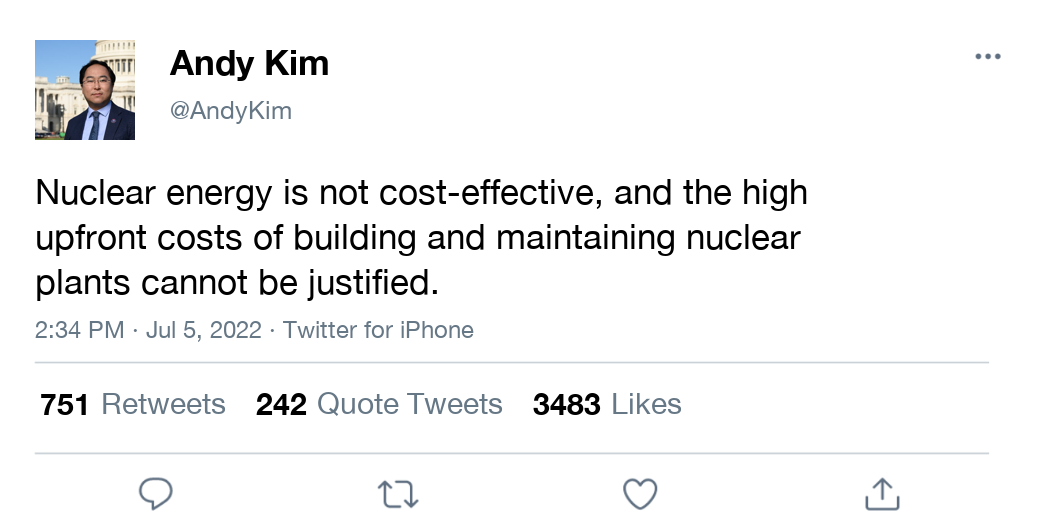 Andy Kim
@AndyKim
Nuclear energy is not cost-effective, and the high
upfront costs of building and maintaining nuclear
plants cannot be justified.
2:34 PM · Jul 5, 2022 · Twitter for iPhone
751 Retweets 242 Quote Tweets 3483 Likes